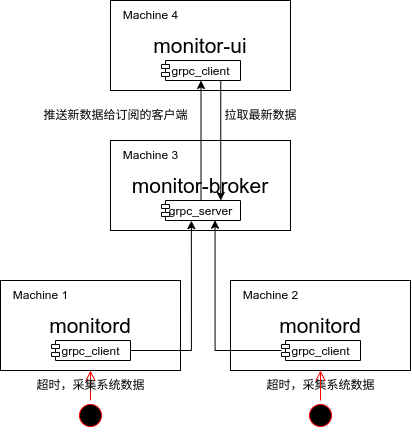 Machine 4
monitor-ui
grpc_client
推送新数据给订阅的客户端
拉取最新数据
Machine 3
monitor-broker
grpc_server
Machine 1
monitord
grpc_client
Machine 2
monitord
grpc_client
超时，采集系统数据
超时，采集系统数据